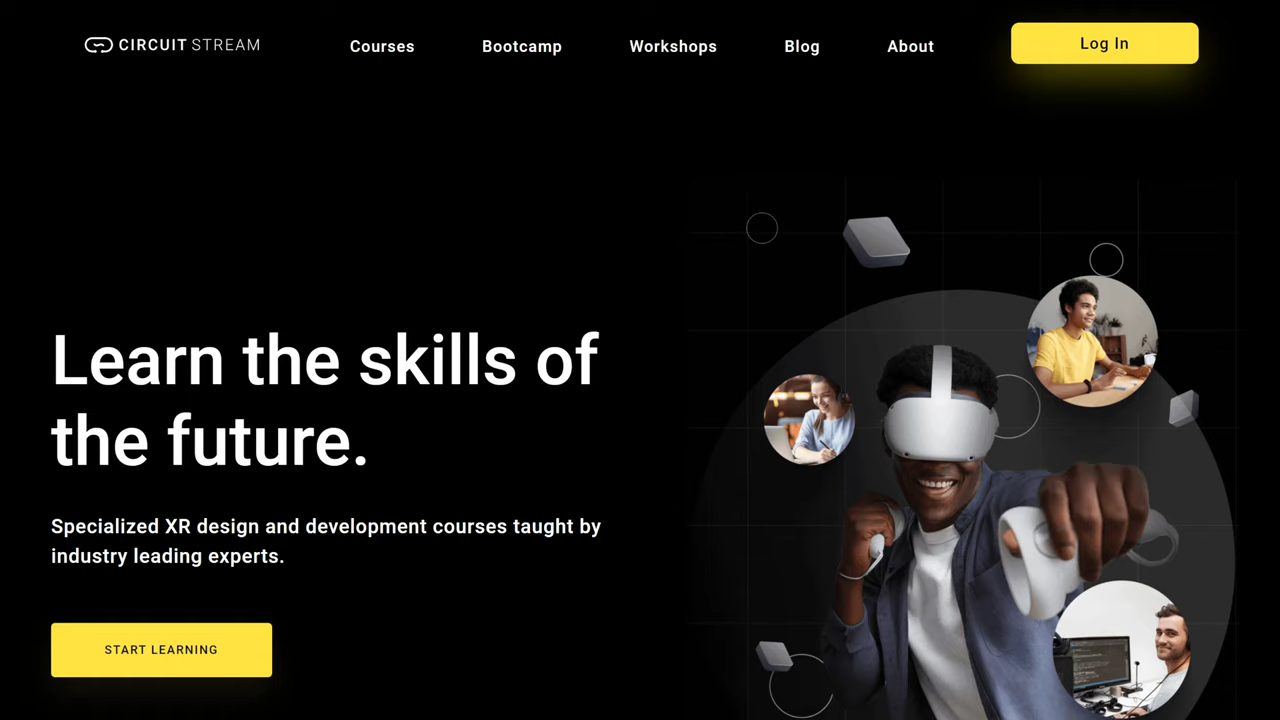 CIRCUIT STREAM
Courses
Bootcamp
Workshops
Blog
About
Log In
Learn the skills of
the future.
Specialized XR design and development courses taught by
industry leading experts.
START LEARNING